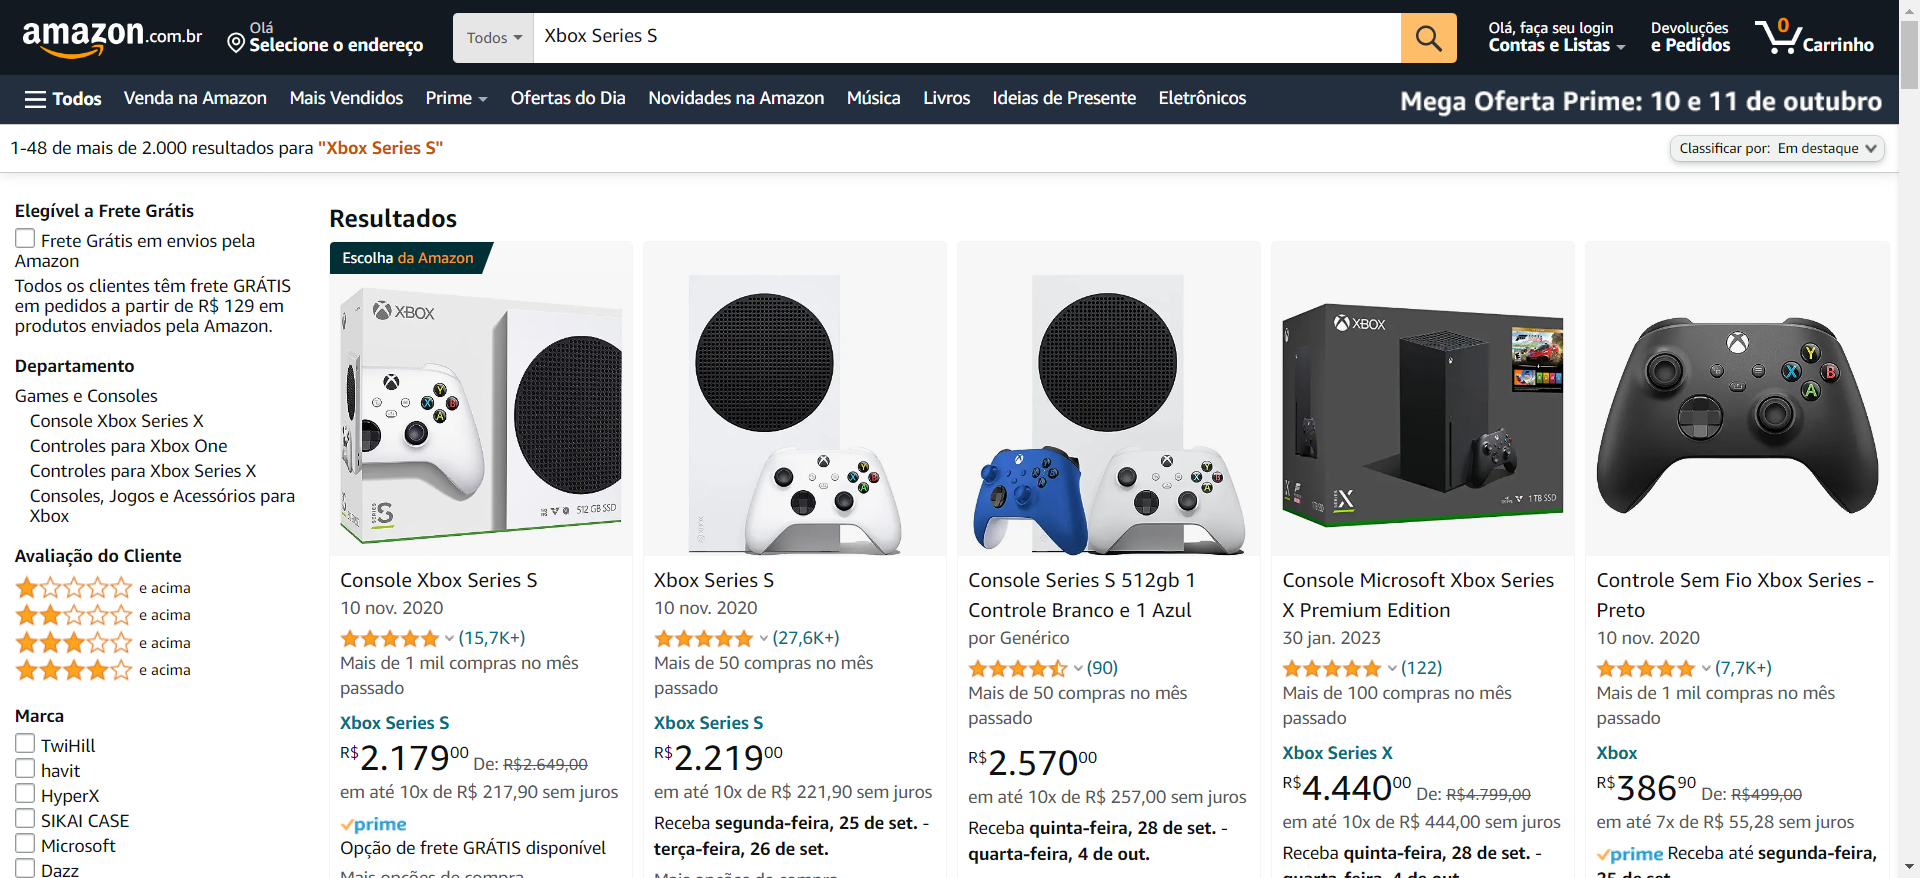 amazon.com.br
Olá
Selecione o endereço
Todos
Xbox Series S
Olá, faça seu login
Contas e Listas
Devoluções
e Pedidos
0
Carrinho
Todos
Venda na Amazon
Mais Vendidos
Prime
Ofertas do Dia
Novidades na Amazon
Música
Livros
Ideias de Presente
Eletrônicos
Mega Oferta Prime: 10 e 11 de outubro
1-48 de mais de 2.000 resultados para "Xbox Series S"
Classificar por: Em destaque
Elegível a Frete Grátis
Frete Grátis em envios pela
Amazon
Todos os clientes têm frete GRÁTIS
em pedidos a partir de R$ 129 em
produtos enviados pela Amazon.
Departamento
Games e Consoles
Console Xbox Series X
Controles para Xbox One
Controles para Xbox Series X
Consoles, Jogos e Acessórios para
Xbox
Avaliação do Cliente
e acima
e acima
e acima
e acima
Marca
TwiHill
havit
HyperX
SIKAI CASE
Microsoft
Dazz
Resultados
Escolha da Amazon
XBOX
Y
X
B
A
SERIES
S
512 GB SSD
Console Xbox Series S
10 nov. 2020
(15,7K+)
Mais de 1 mil compras no mês
passado
Xbox Series S
R$2.17900 De: R$2.649,00
em até 10x de R$ 217,90 sem juros
prime
Opção de frete GRÁTIS disponível
Mais opções de compra
Xbox Series S
10 nov. 2020
(27,6K+)
Mais de 50 compras no mês
passado
Xbox Series S
R$2.21900
em até 10x de R$ 221,90 sem juros
Receba segunda-feira, 25 de set. -
terça-feira, 26 de set.
Mais opções de compra
Console Series S 512gb 1
Controle Branco e 1 Azul
por Genérico
(90)
Mais de 50 compras no mês
passado
R$2.57000
em até 10x de R$ 257,00 sem juros
Receba quinta-feira, 28 de set. -
quarta-feira, 4 de out.
XBOX
SERIES
X
1TB SSD
Console Microsoft Xbox Series
X Premium Edition
30 jan. 2023
(122)
Mais de 100 compras no mês
passado
Xbox Series X
R$4.44000 De: R$4.799,00
em até 10x de R$ 444,00 sem juros
Receba quinta-feira, 28 de set. -
quarta-feira, 4 de out.
Y
X
B
A
Controle Sem Fio Xbox Series -
Preto
10 nov. 2020
(7,7K+)
Mais de 1 mil compras no mês
passado
Xbox
R$38690 De: R$499,00
em até 7x de R$ 55,28 sem juros
prime Receba até segunda-feira,
25 de set.